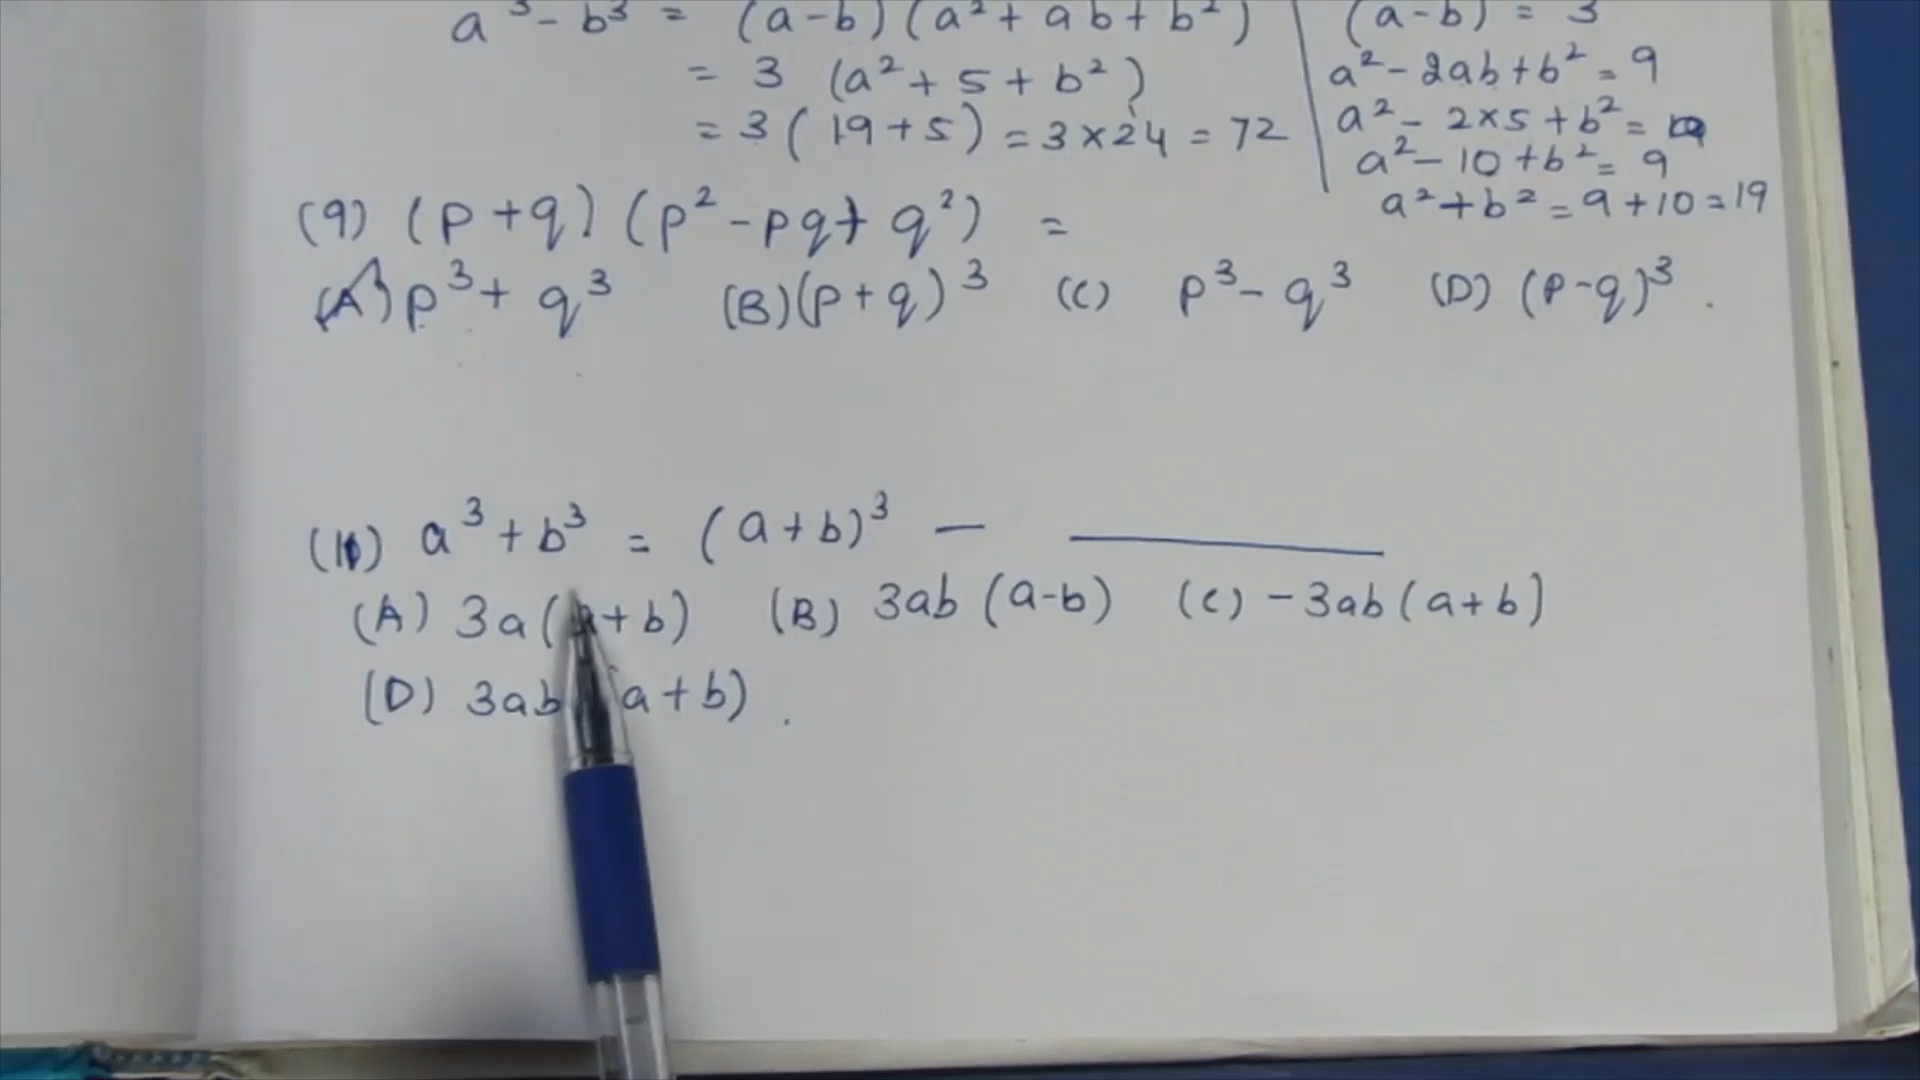 a³ - b³ = (a-b) (a² + ab + b²)
= 3 (a² + 5 + b²)
= 3 ( 19 + 5) = 3 × 24 = 72
(a-b) = 3
a² - 2ab + b² = 9
a² - 2×5 + b² = 9
a² - 10 + b² = 9
a² + b² = 9 + 10 = 19
(9) (p + q) (p² - pq + q²) =
(A) p³ + q³ (B) (p + q)³ (C) p³ - q³ (D) (p - q)³ .
a³ + b³ = (a + b)³ - ______
(A) 3a (a + b) (B) 3ab (a-b) (C) -3ab (a + b)
(D) 3ab (a + b) .